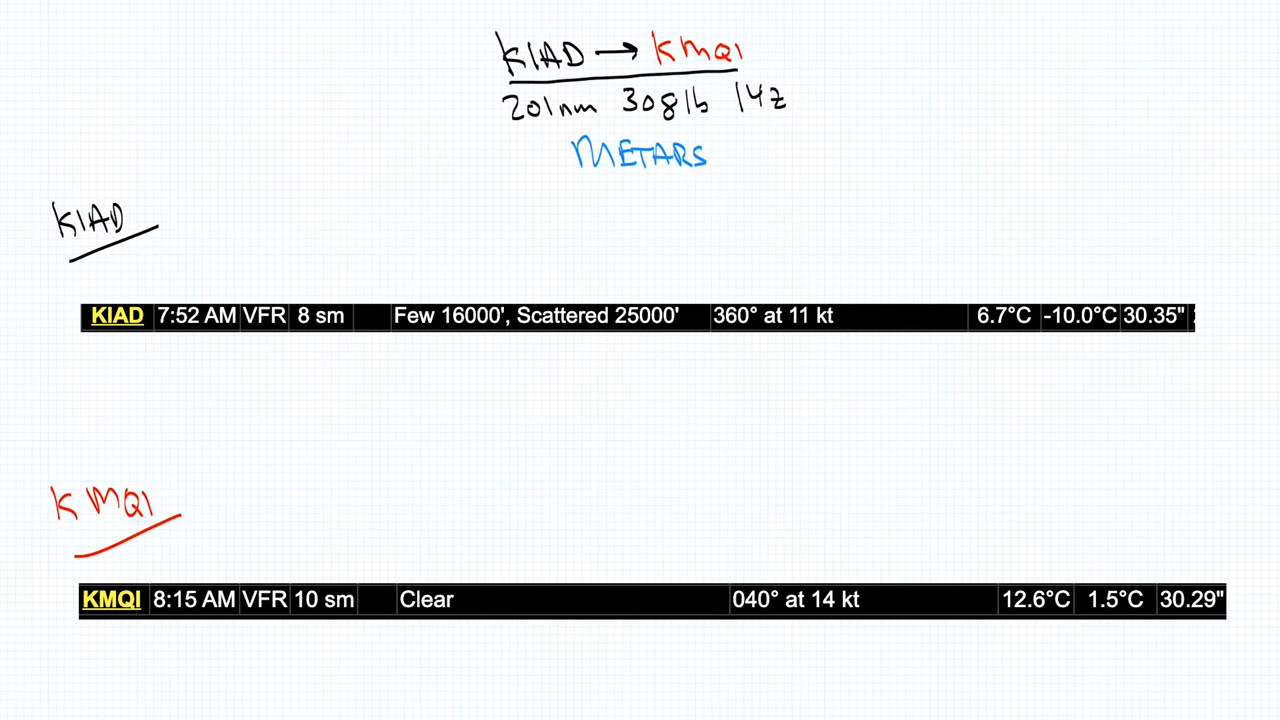 KIAD → KMQI
201nm 308lb 14z
METARS
KIAD
KIAD 7:52 AM VFR 8 sm Few 16000', Scattered 25000' 360° at 11 kt 6.7°C -10.0°C 30.35"
KMQI
KMQI 8:15 AM VFR 10 sm Clear 040° at 14 kt 12.6°C 1.5°C 30.29"